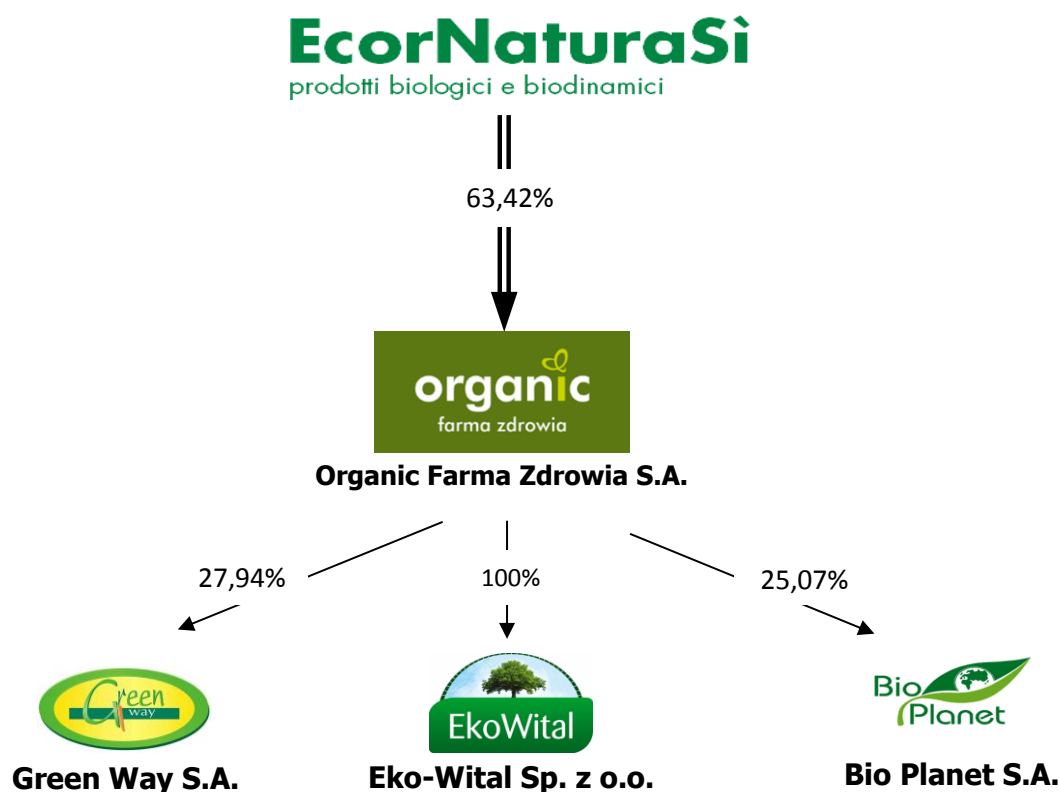 EcorNaturaSì
prodotti biologici e biodinamici
63,42%
organic
farma zdrowia
Organic Farma Zdrowia S.A.
27,94%
100%
25,07%
Green
way
EkoWital
Bio
Planet
Green Way S.A.
Eko-Wital Sp. z o.o.
Bio Planet S.A.